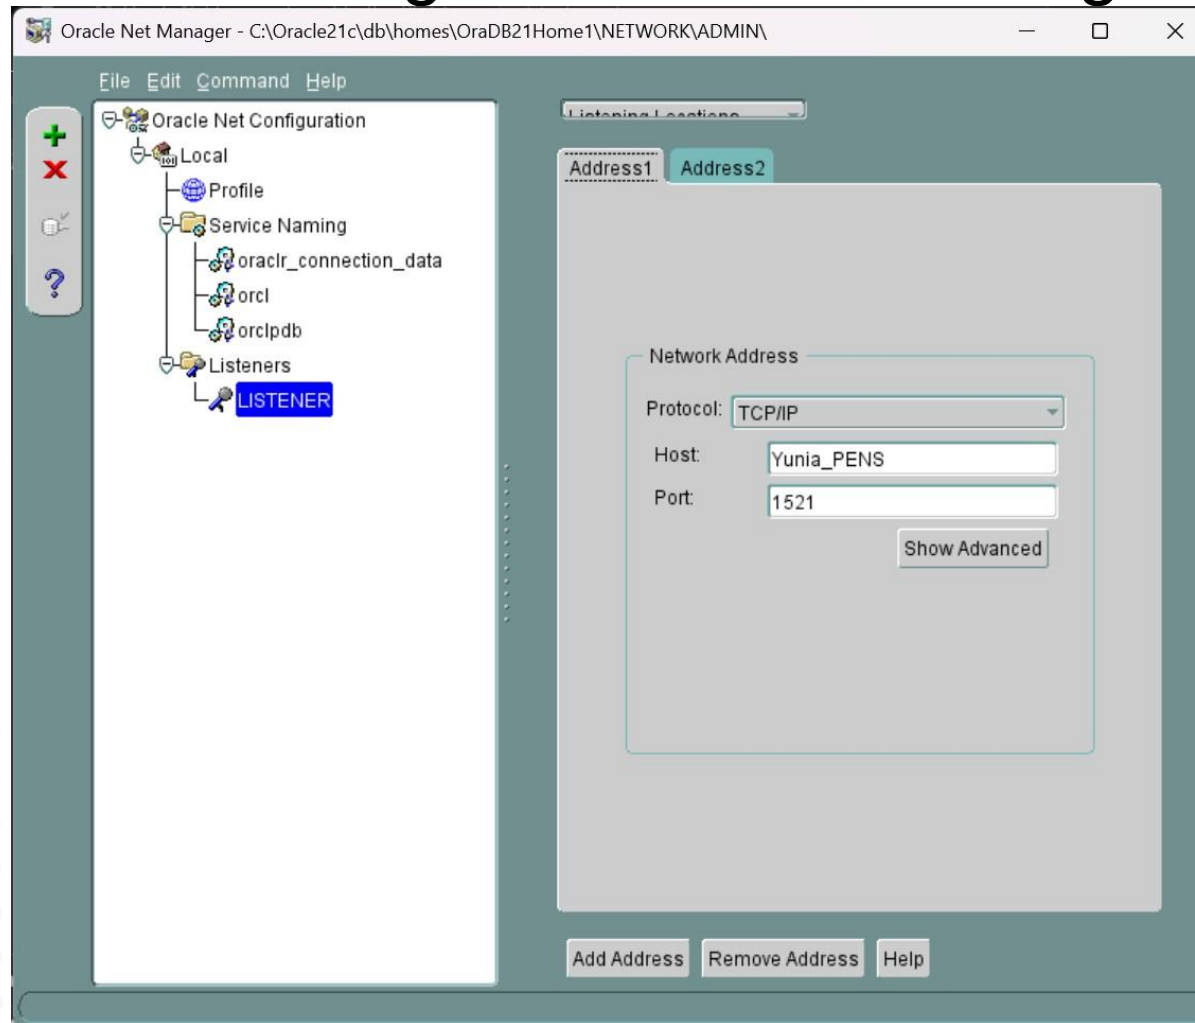 Oracle Net Manager - C:\Oracle21c\db\homes\OraDB21Home1\NETWORK\ADMIN\
File Edit Command Help
Oracle Net Configuration
Local
Profile
Service Naming
oraclr_connection_data
orcl
orclpdb
Listeners
LISTENER
Listening Locations
Address1 Address2
Network Address
Protocol: TCP/IP
Host: Yunia_PENS
Port: 1521
Show Advanced
Add Address Remove Address Help